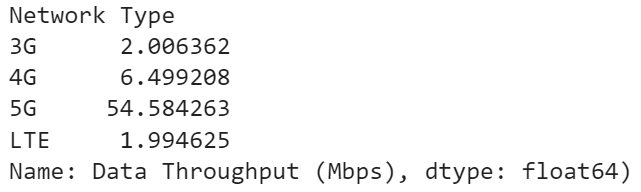 Network Type
3G      2.006362
4G      6.499208
5G     54.584263
LTE     1.994625
Name: Data Throughput (Mbps), dtype: float64)